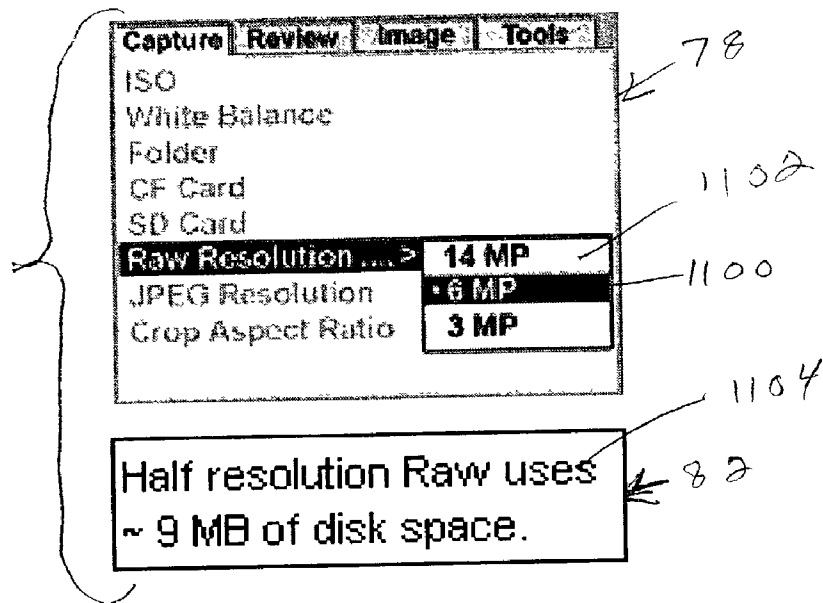 Capture Review Image Tools
78
ISO
White Balance
Folder
CF Card
SD Card
1102
Raw Resolution ....> 14 MP
• 6 MP
1100
JPEG Resolution
Crop Aspect Ratio 3 MP
1104
Half resolution Raw uses
82
~ 9 MB of disk space.